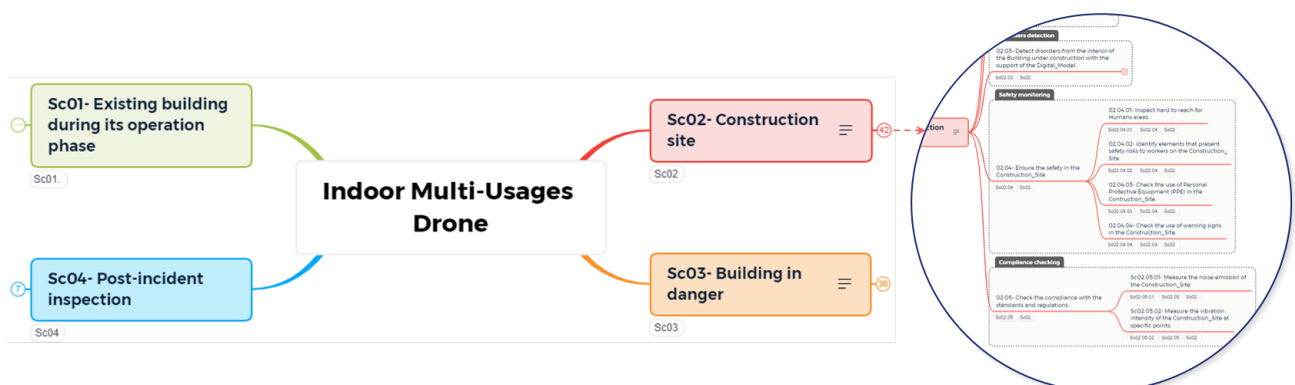 Sc01- Existing building
during its operation
phase
Sc01.
Sc04- Post-incident
inspection
7
Sc04
Indoor Multi-Usages
Drone
Sc02- Construction
site
42
Sc02
Sc03- Building in
danger
36
Sc03
ction
ders detection
02.03- Detect disorders from the interior of
the Building under construction with the
support of the Digital_Model.
Sc02.03. Sc02.
Safety monitoring
02.04- Ensure the safety in the
Construction_Site.
Sc02.04. Sc02.
02.04.01- Inspect hard to reach for
Humans areas.
Sc02.04.01. Sc02.04. Sc02.
02.04.02- Identify elements that present
safety risks to workers on the Construction_
Site.
Sc02.04.02. Sc02.04. Sc02.
02.04.03- Check the use of Personal
Protective Equipment (PPE) in the
Contruction_Site.
Sc02.04.03. Sc02.04. Sc02.
02.04.04- Check the use of warning signs
in the Construction_Site.
Sc02.04.04. Sc02.04. Sc02.
Compliance checking
02.05- Check the compliance with the
standards and regulations.
Sc02.05. Sc02.
Sc02.05.01- Measure the noise emission of
the Construction_Site
Sc02.05.01. Sc02.05. Sc02.
Sc02.05.02- Measure the vibration
intensity of the Construction_Site at
specific points.
Sc02.05.02. Sc02.05. Sc02.